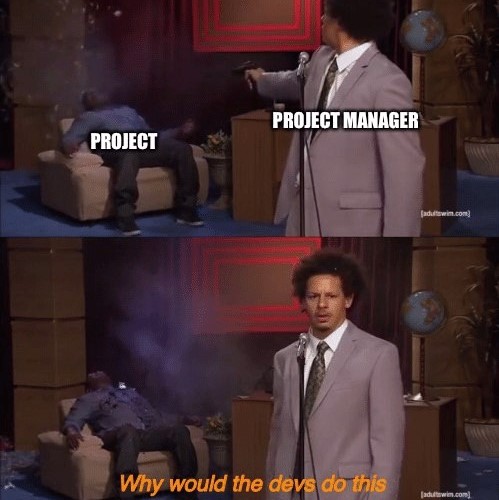 PROJECT MANAGER
PROJECT
[adultswim.com]
Why would the devs do this
[adultswim.com]